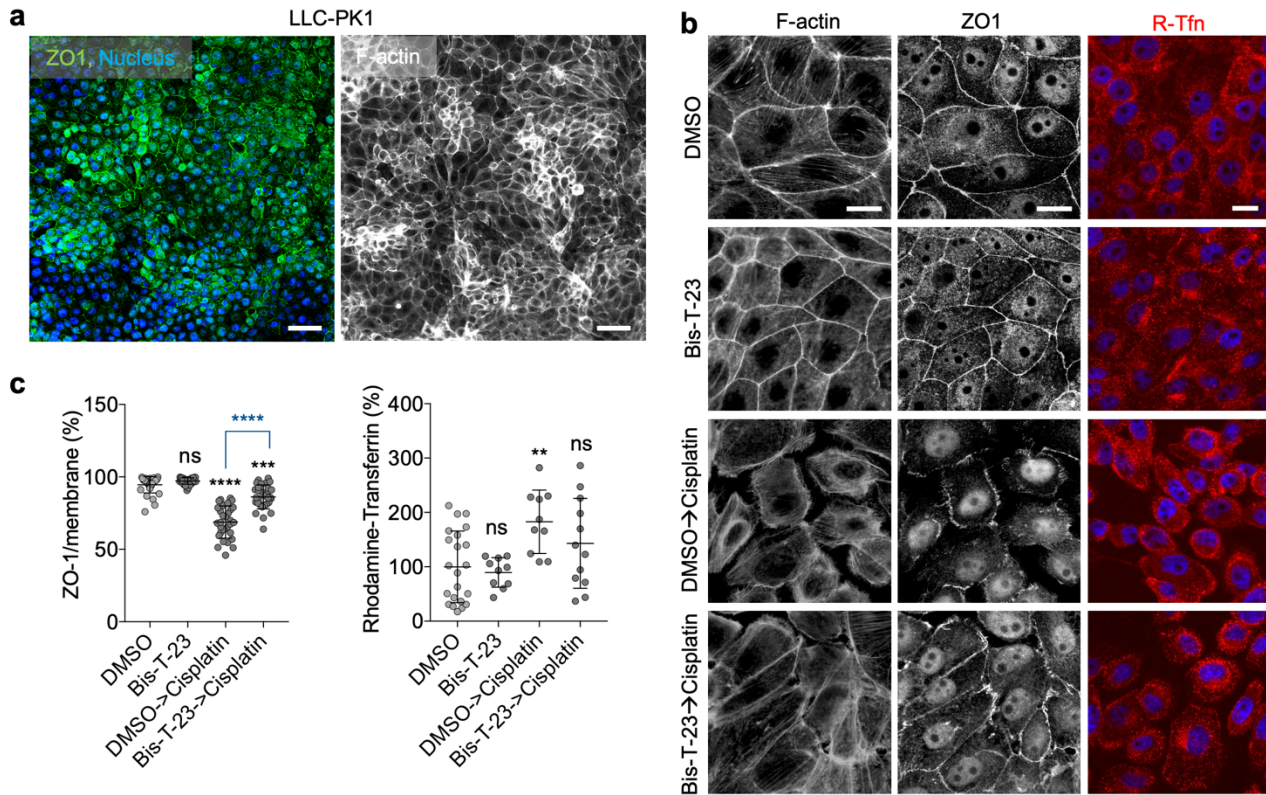 a
LLC-PK1
ZO1, Nucleus
F-actin
b
F-actin
ZO1
R-Tfn
DMSO
Bis-T-23
DMSO→Cisplatin
Bis-T-23→Cisplatin
c
ZO-1/membrane (%)
150
100
50
0
ns
****
****
***
DMSO
Bis-T-23
DMSO->Cisplatin
Bis-T-23->Cisplatin
Rhodamine-Transferrin (%)
400
300
200
100
0
ns
**
ns
DMSO
Bis-T-23
DMSO->Cisplatin
Bis-T-23->Cisplatin